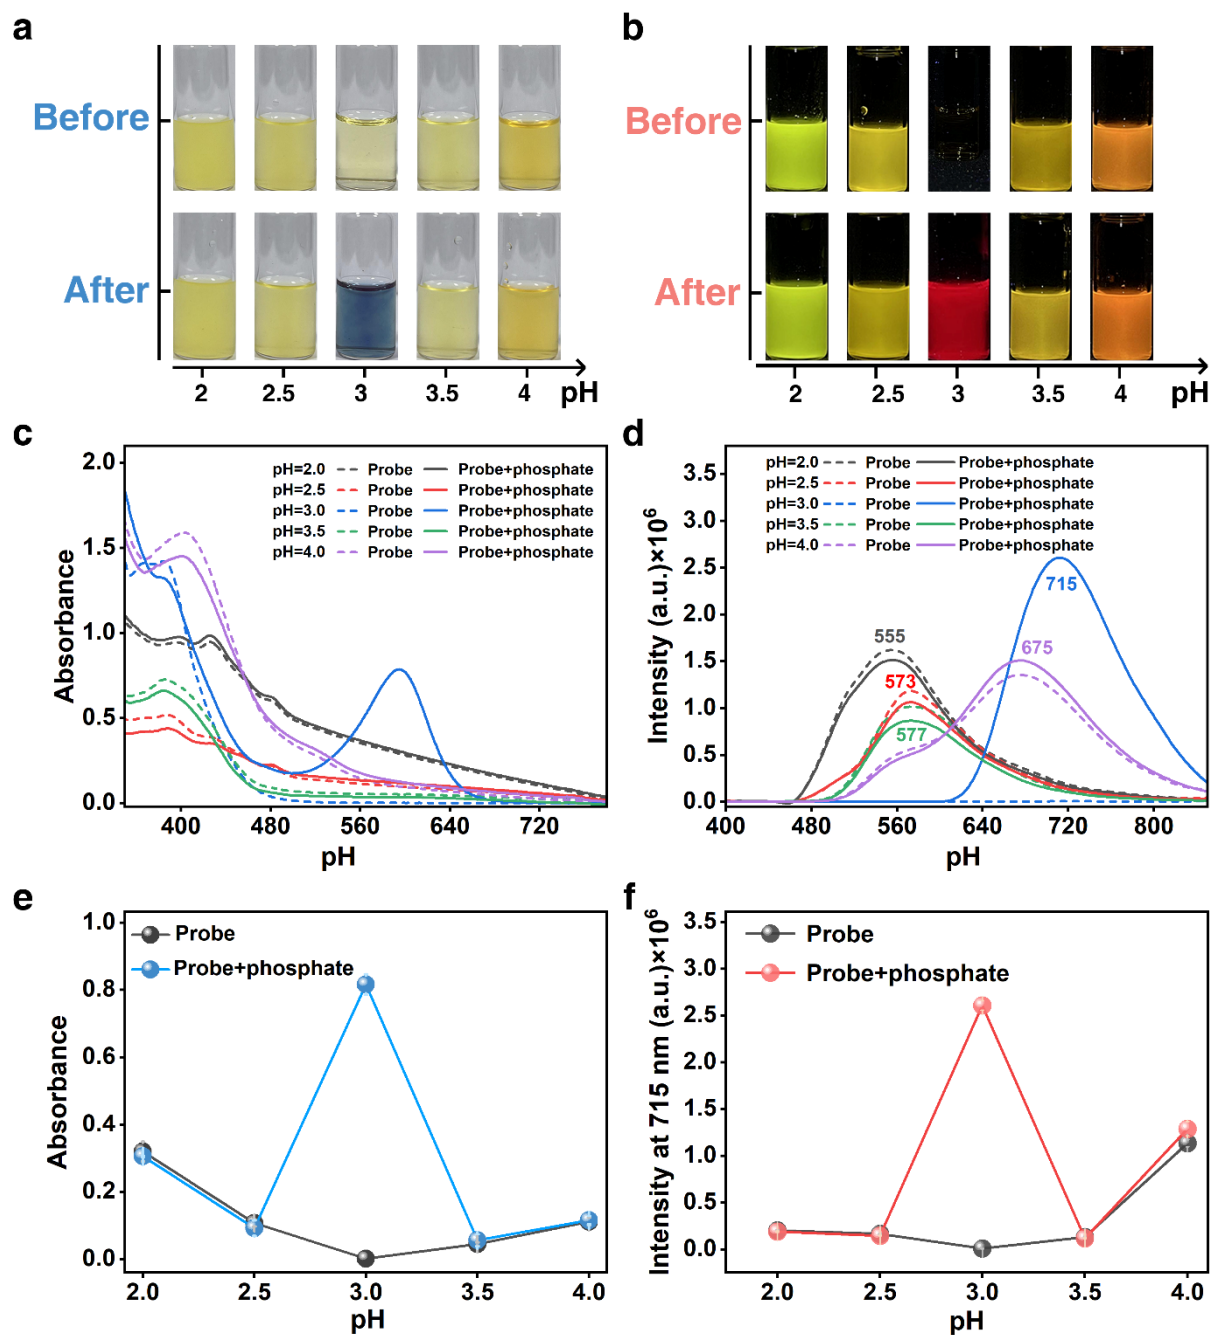 a
Before
After
2 2.5 3 3.5 4 pH
b
Before
After
2 2.5 3 3.5 4 pH
c
2.0
1.5
1.0
0.5
0.0
Absorbance
pH=2.0 Probe Probe+phosphate
pH=2.5 Probe Probe+phosphate
pH=3.0 Probe Probe+phosphate
pH=3.5 Probe Probe+phosphate
pH=4.0 Probe Probe+phosphate
400 480 560 640 720
pH
d
3.5
3.0
2.5
2.0
1.5
1.0
0.5
0.0
Intensity (a.u.)×10⁶
pH=2.0 Probe Probe+phosphate
pH=2.5 Probe Probe+phosphate
pH=3.0 Probe Probe+phosphate
pH=3.5 Probe Probe+phosphate
pH=4.0 Probe Probe+phosphate
715
555
675
573
577
400 480 560 640 720 800
pH
e
1.0
0.8
0.6
0.4
0.2
0.0
Absorbance
Probe
Probe+phosphate
2.0 2.5 3.0 3.5 4.0
pH
f
3.5
3.0
2.5
2.0
1.5
1.0
0.5
0.0
Intensity at 715 nm (a.u.)×10⁶
Probe
Probe+phosphate
2.0 2.5 3.0 3.5 4.0
pH